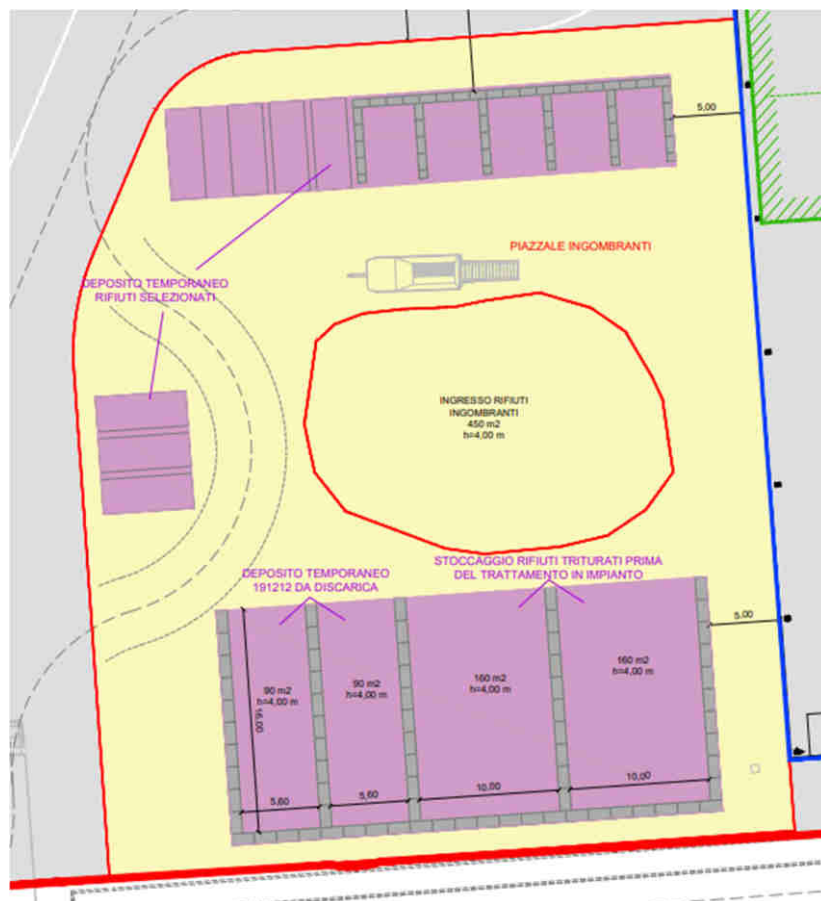 5,00
PIAZZALE INGOMBRANTI
DEPOSITO TEMPORANEO
RIFIUTI SELEZIONATI
INGRESSO RIFIUTI
INGOMBRANTI
450 m2
h=4,00 m
DEPOSITO TEMPORANEO
191212 DA DISCARICA
STOCCAGGIO RIFIUTI TRITURATI PRIMA
DEL TRATTAMENTO IN IMPIANTO
5,00
90 m2
h=4,00 m
90 m2
h=4,00 m
160 m2
h=4,00 m
160 m2
h=4,00 m
16,00
5,60
5,60
10,00
10,00